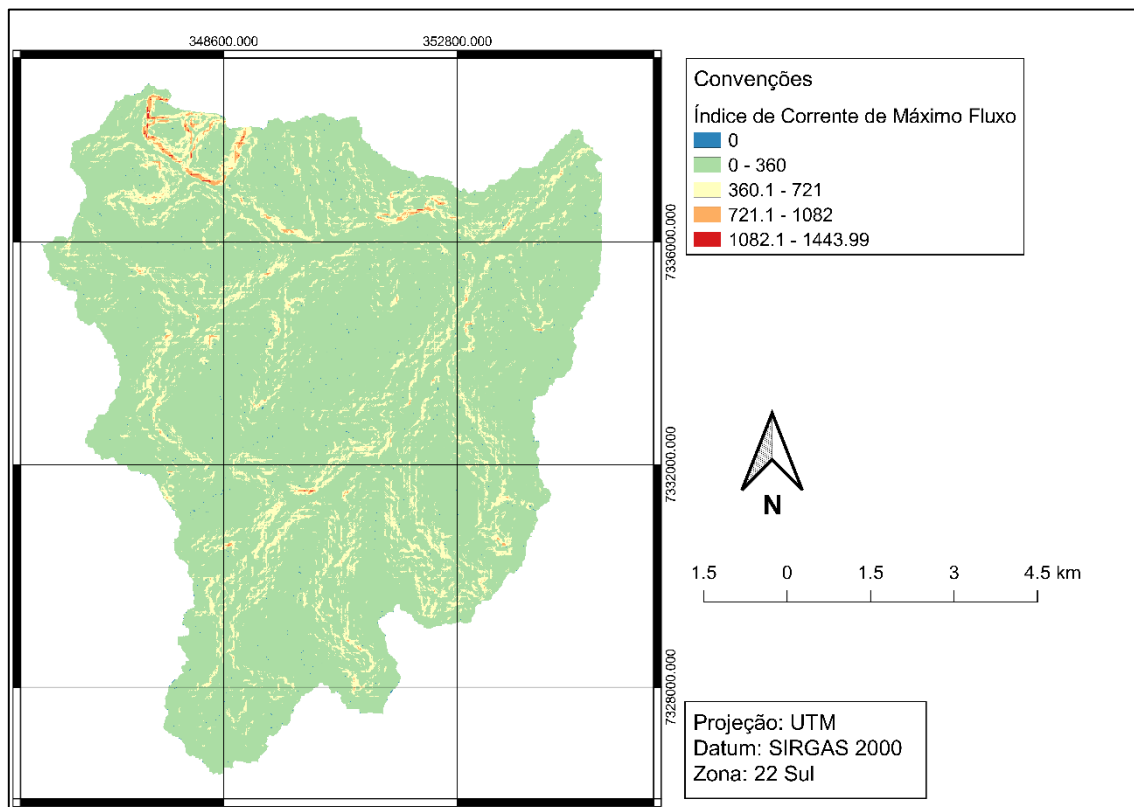 348600.000
352800.000
7336000.000
7332000.000
7328000.000
Convenções
Índice de Corrente de Máximo Fluxo
0
0 - 360
360.1 - 721
721.1 - 1082
1082.1 - 1443.99
N
1.5 0 1.5 3 4.5 km
Projeção: UTM
Datum: SIRGAS 2000
Zona: 22 Sul